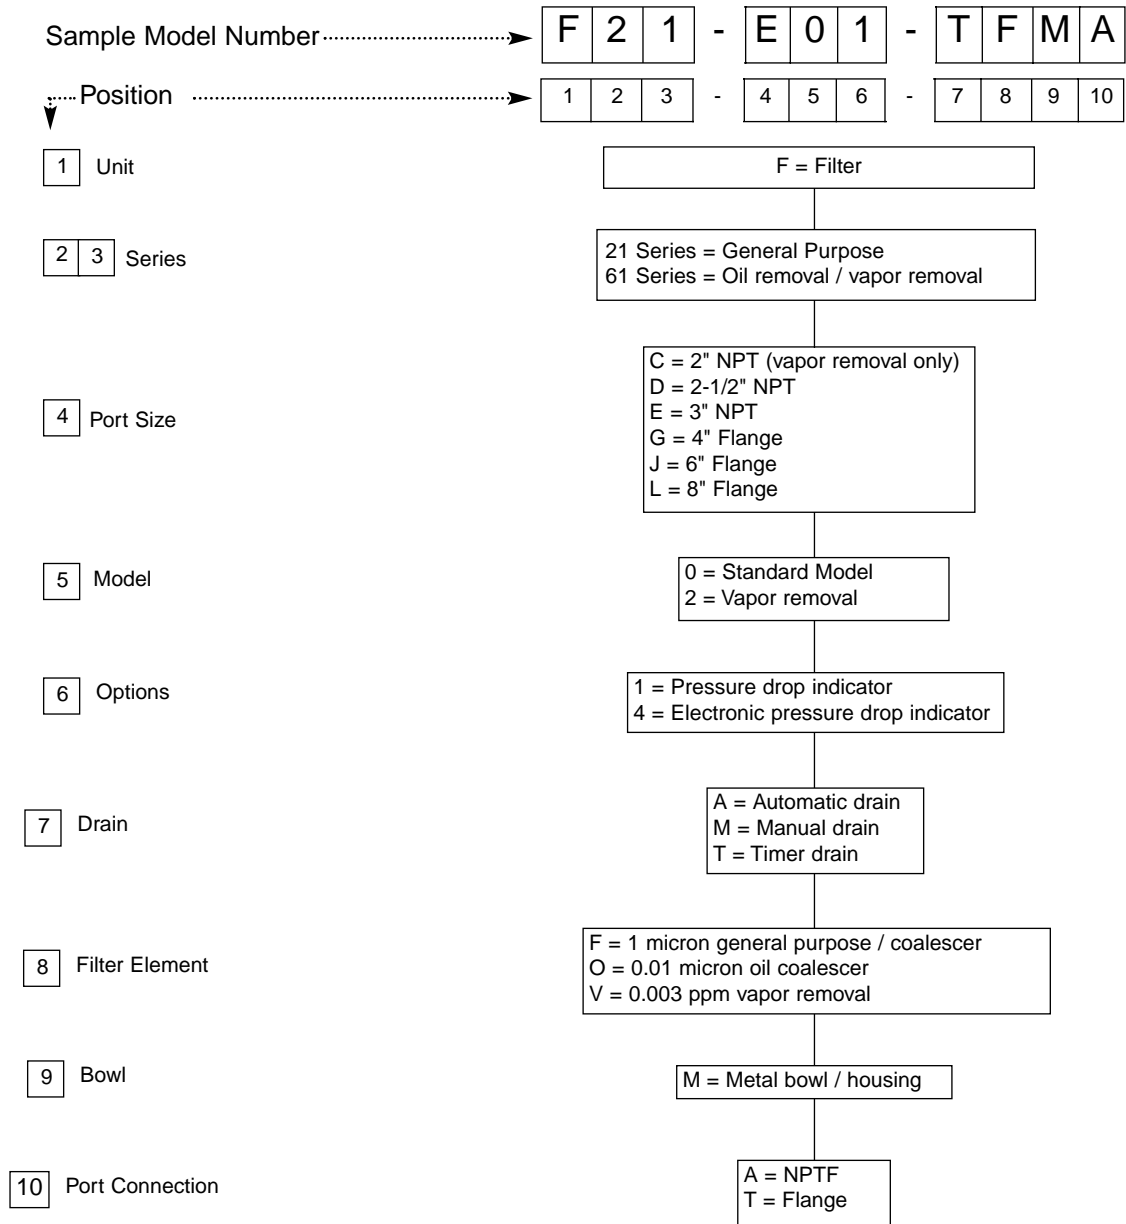 Sample Model Number F 2 1 - E 0 1 - T F M A
Position 1 2 3 - 4 5 6 - 7 8 9 10
1 Unit
F = Filter
2 3 Series
21 Series = General Purpose
61 Series = Oil removal / vapor removal
4 Port Size
C = 2" NPT (vapor removal only)
D = 2-1/2" NPT
E = 3" NPT
G = 4" Flange
J = 6" Flange
L = 8" Flange
5 Model
0 = Standard Model
2 = Vapor removal
6 Options
1 = Pressure drop indicator
4 = Electronic pressure drop indicator
7 Drain
A = Automatic drain
M = Manual drain
T = Timer drain
8 Filter Element
F = 1 micron general purpose / coalescer
O = 0.01 micron oil coalescer
V = 0.003 ppm vapor removal
9 Bowl
M = Metal bowl / housing
10 Port Connection
A = NPTF
T = Flange